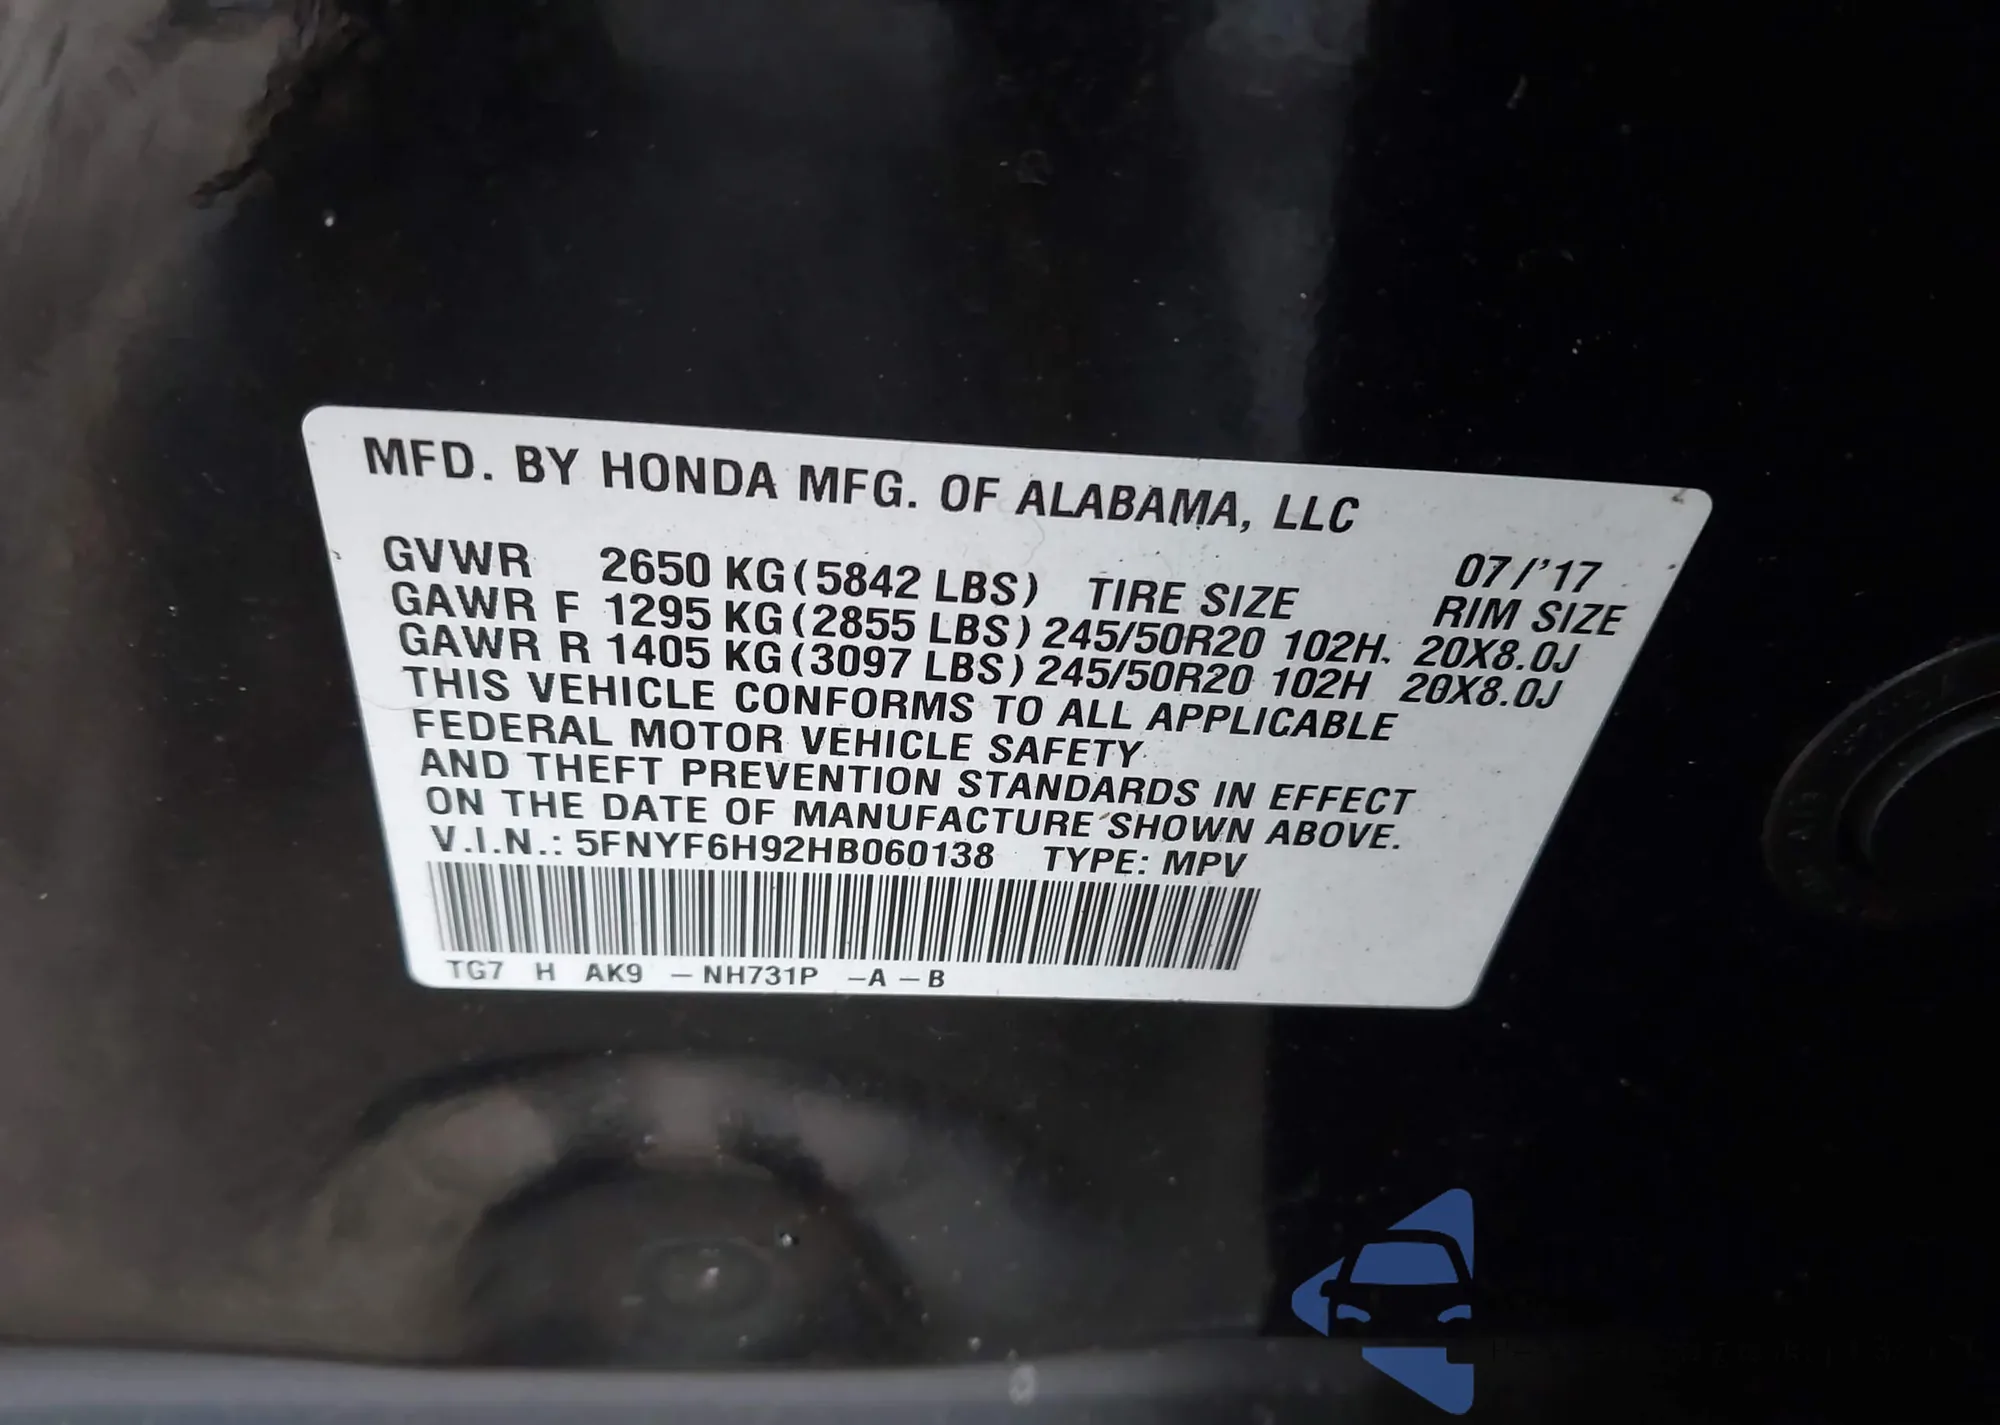 MFD. BY HONDA MFG. OF ALABAMA, LLC
07/'17
GVWR 2650 KG (5842 LBS) TIRE SIZE RIM SIZE
GAWR F 1295 KG (2855 LBS) 245/50R20 102H 20X8.0J
GAWR R 1405 KG (3097 LBS) 245/50R20 102H 20X8.0J
THIS VEHICLE CONFORMS TO ALL APPLICABLE
FEDERAL MOTOR VEHICLE SAFETY
AND THEFT PREVENTION STANDARDS IN EFFECT
ON THE DATE OF MANUFACTURE SHOWN ABOVE.
V.I.N.: 5FNYF6H92HB060138 TYPE: MPV
TG7 H AK9 – NH731P –A – B